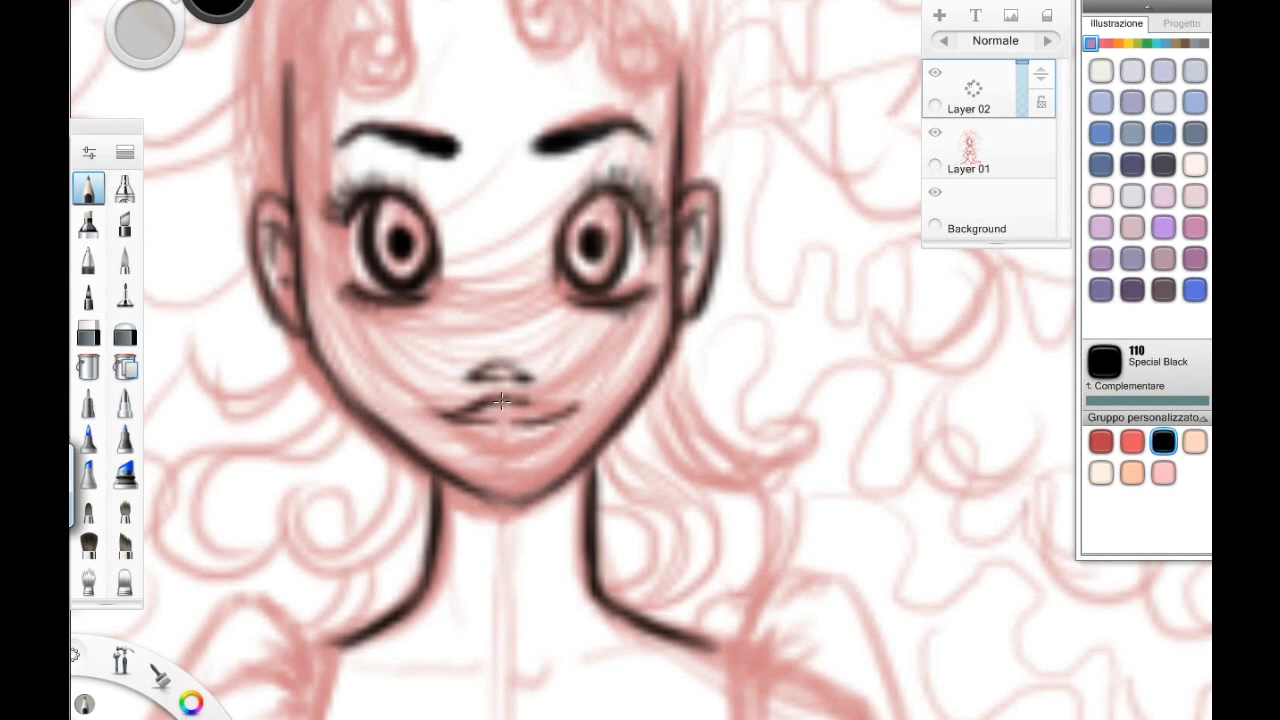 Normale
Layer 02
Layer 01
Background
Illustrazione
Progetto
110
Special Black
Complementare
Gruppo personalizzato